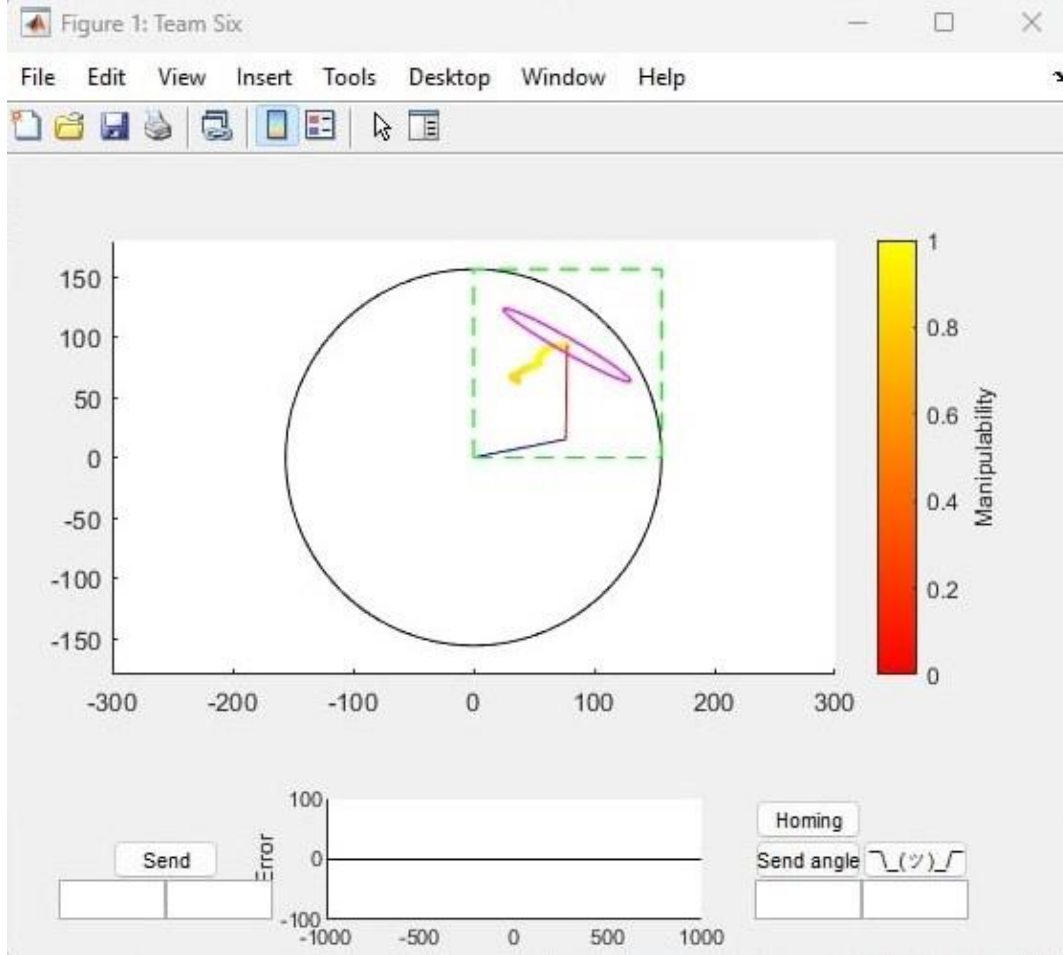 Figure 1: Team Six
File Edit View Insert Tools Desktop Window Help
150
100
50
0
-50
-100
-150
-300 -200 -100 0 100 200 300
1
0.8
0.6
0.4
0.2
0
Manipulability
Send
Error
100
0
-100
-1000 -500 0 500 1000
Homing
Send angle ¯\_(ツ)_/¯